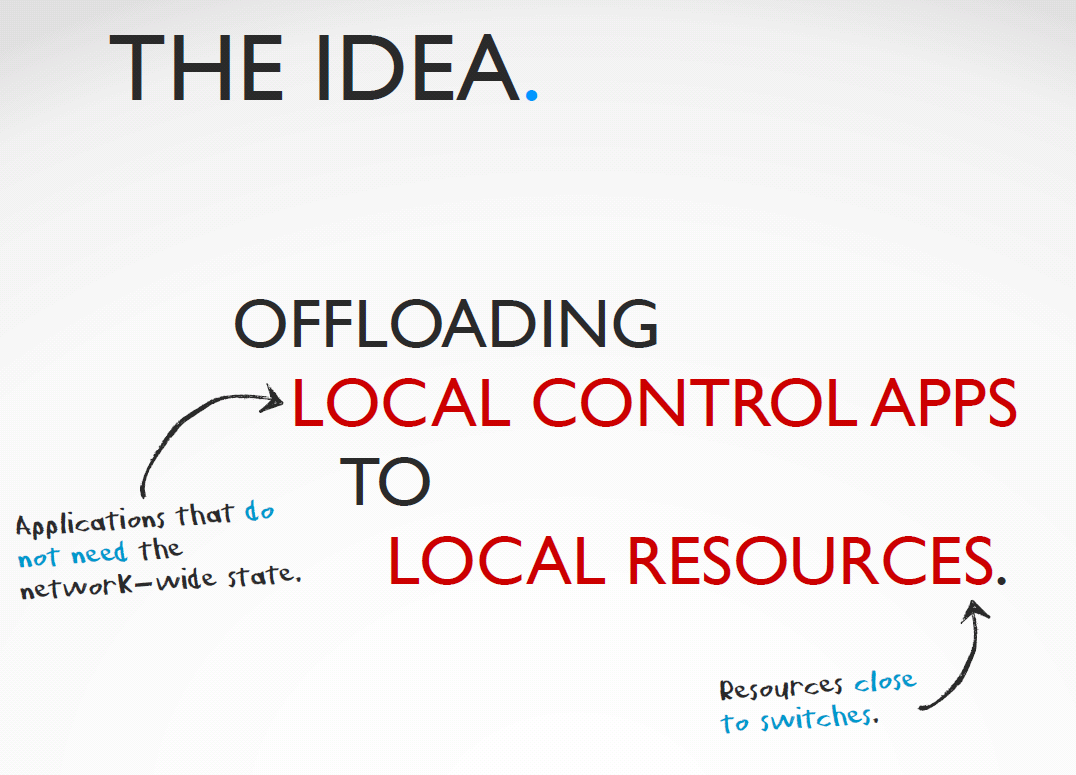 THE IDEA.
OFFLOADING
LOCAL CONTROL APPS
TO
LOCAL RESOURCES.
Applications that do
not need the
network-wide state.
Resources close
to switches.